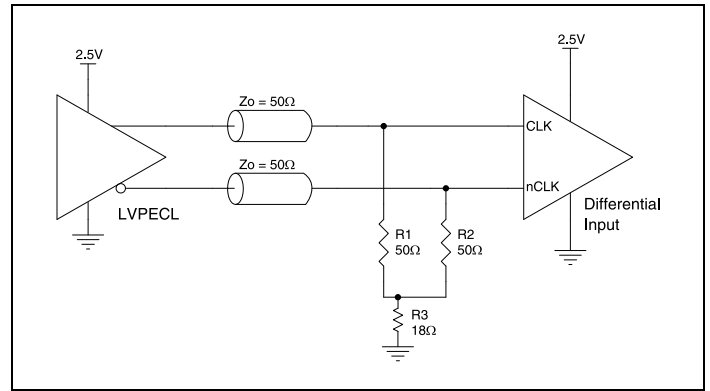 2.5V
2.5V
Zo = 50Ω
CLK
Zo = 50Ω
nCLK
LVPECL
Differential
Input
R1
50Ω
R2
50Ω
R3
18Ω